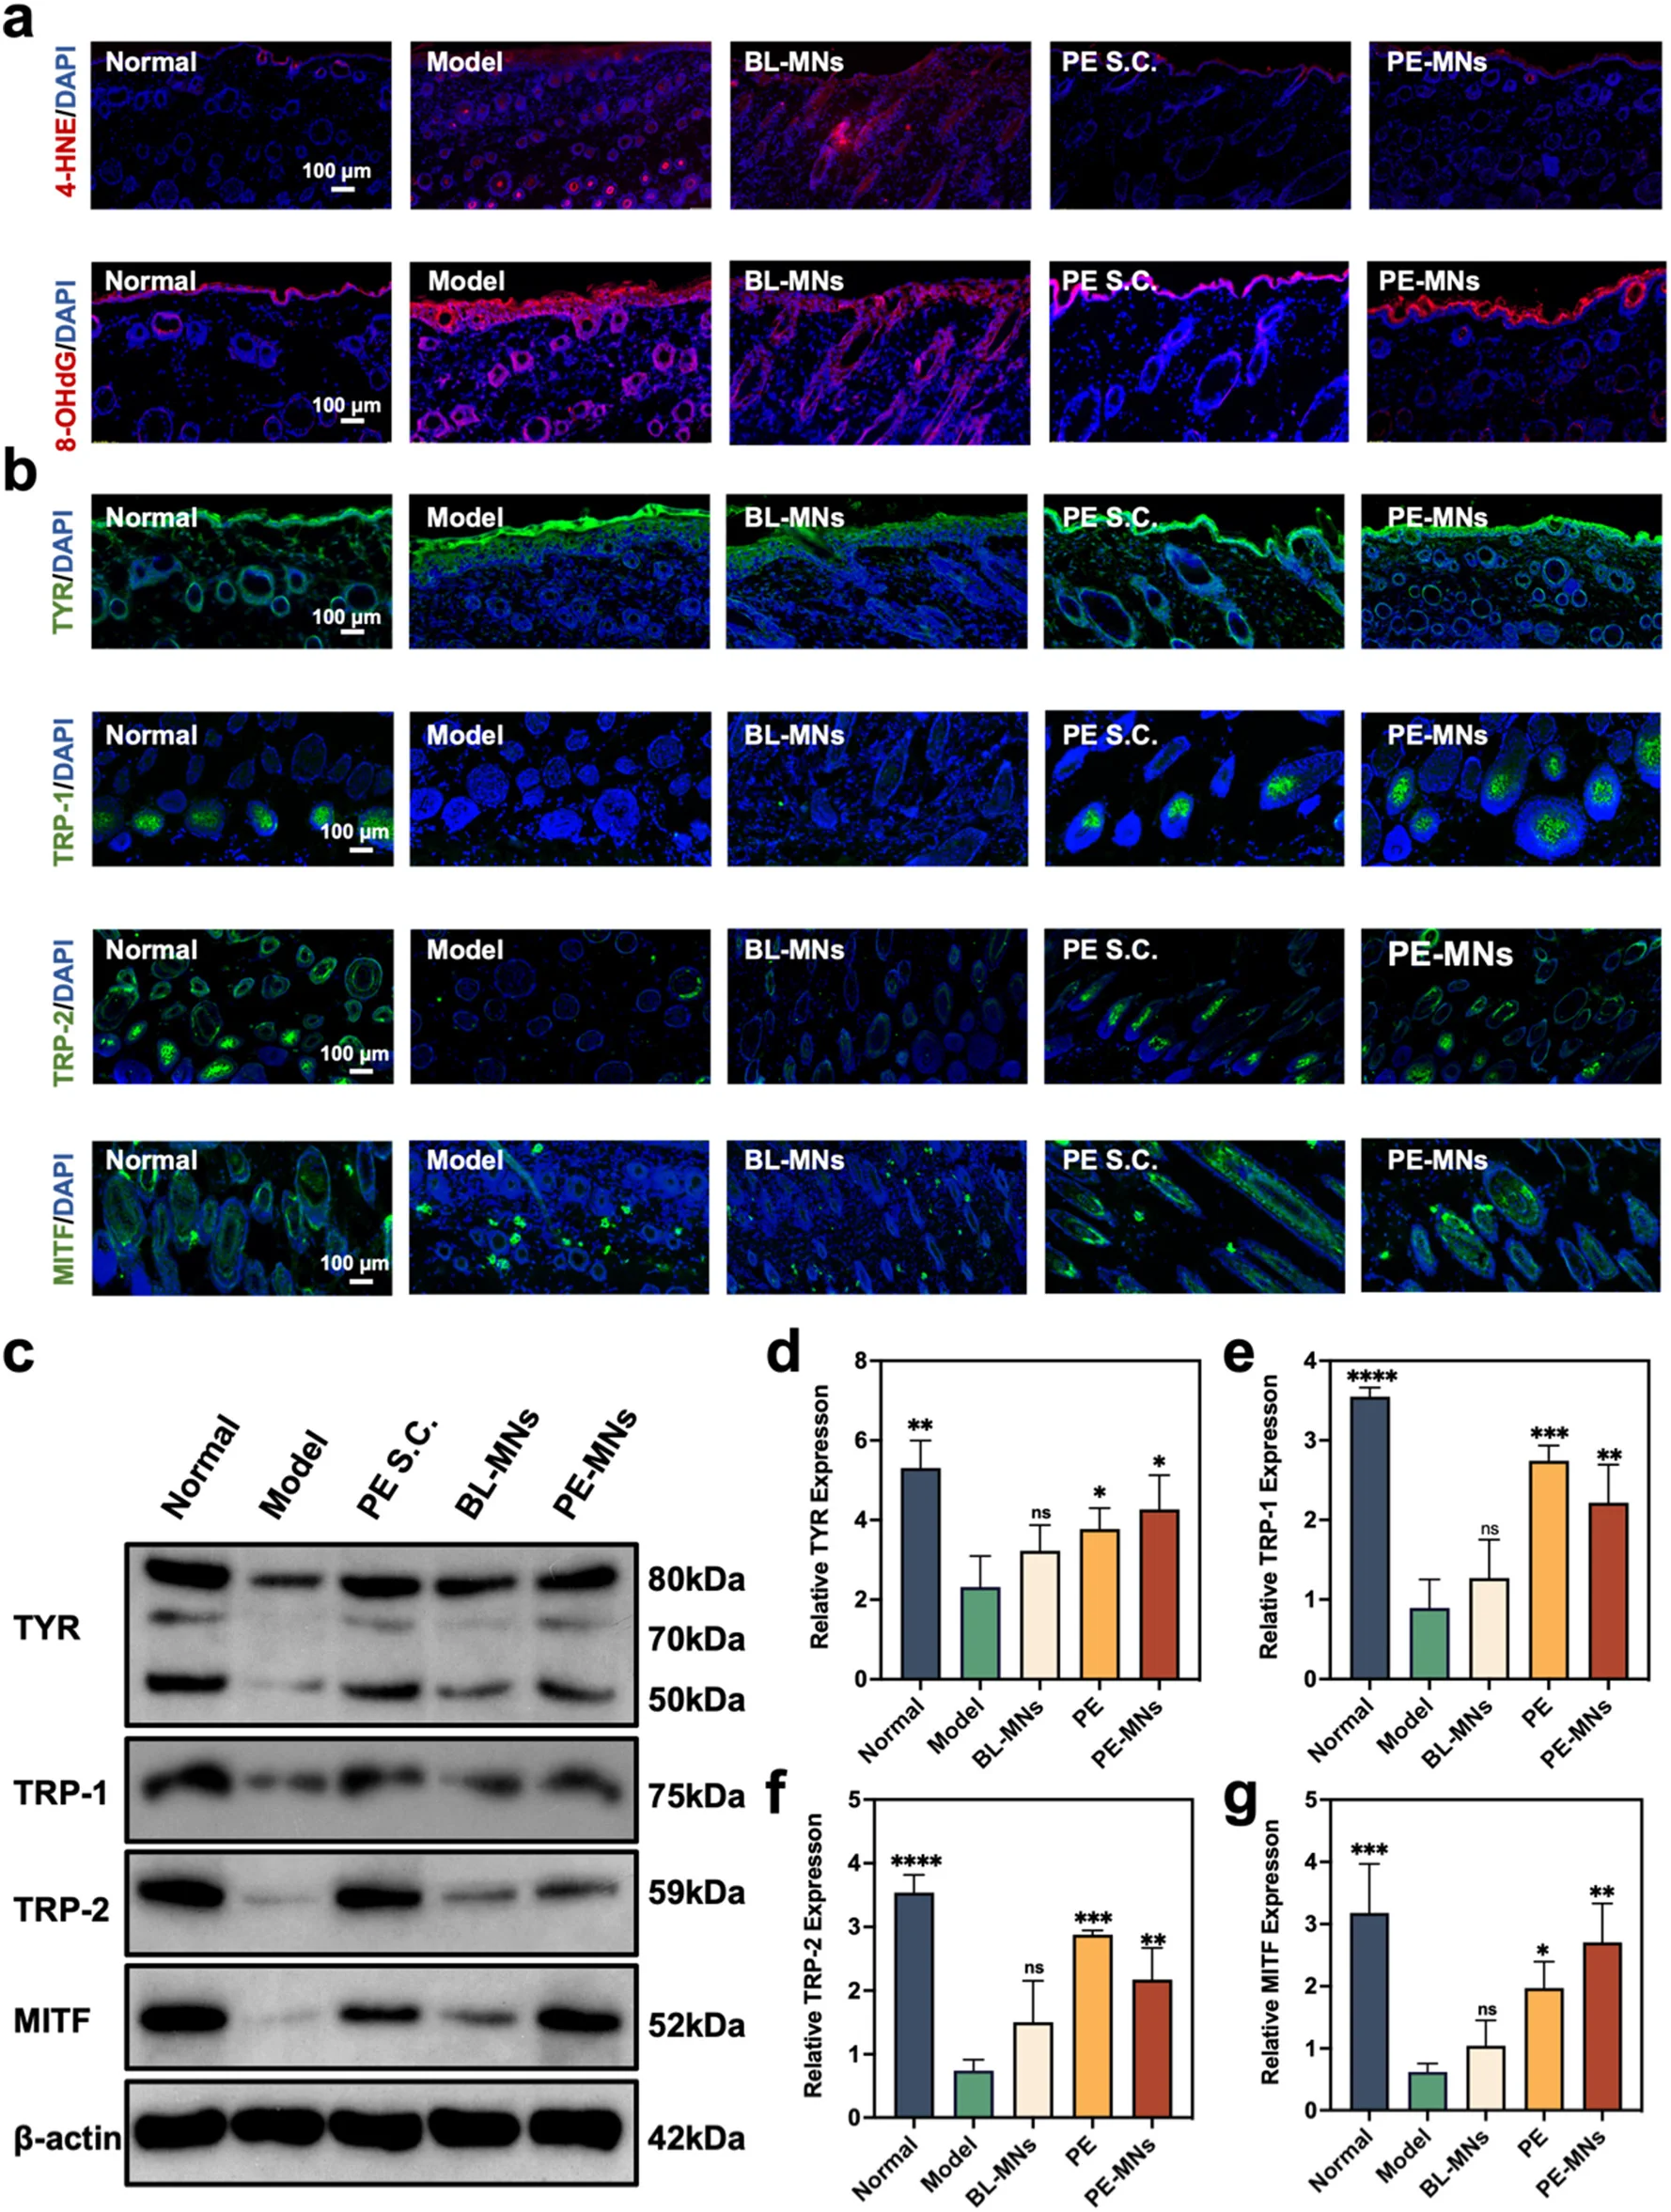 a
4-HNE/DAPI
Normal
Model
BL-MNs
PE S.C.
PE-MNs
100 µm
8-OHdG/DAPI
Normal
Model
BL-MNs
PE S.C.
PE-MNs
100 µm
b
TYR/DAPI
Normal
Model
BL-MNs
PE S.C.
PE-MNs
100 µm
TRP-1/DAPI
Normal
Model
BL-MNs
PE S.C.
PE-MNs
100 µm
TRP-2/DAPI
Normal
Model
BL-MNs
PE S.C.
PE-MNs
100 µm
MITF/DAPI
Normal
Model
BL-MNs
PE S.C.
PE-MNs
100 µm
c
Normal
Model
PE S.C.
BL-MNs
PE-MNs
TYR
80kDa
70kDa
50kDa
TRP-1
75kDa
TRP-2
59kDa
MITF
52kDa
β-actin
42kDa
d
Relative TYR Expresson
8
6
4
2
0
**
ns
*
*
Normal
Model
BL-MNs
PE
PE-MNs
e
Relative TRP-1 Expresson
4
3
2
1
0
****
ns
***
**
Normal
Model
BL-MNs
PE
PE-MNs
f
Relative TRP-2 Expresson
5
4
3
2
1
0
****
ns
***
**
Normal
Model
BL-MNs
PE
PE-MNs
g
Relative MITF Expresson
5
4
3
2
1
0
***
ns
*
**
Normal
Model
BL-MNs
PE
PE-MNs